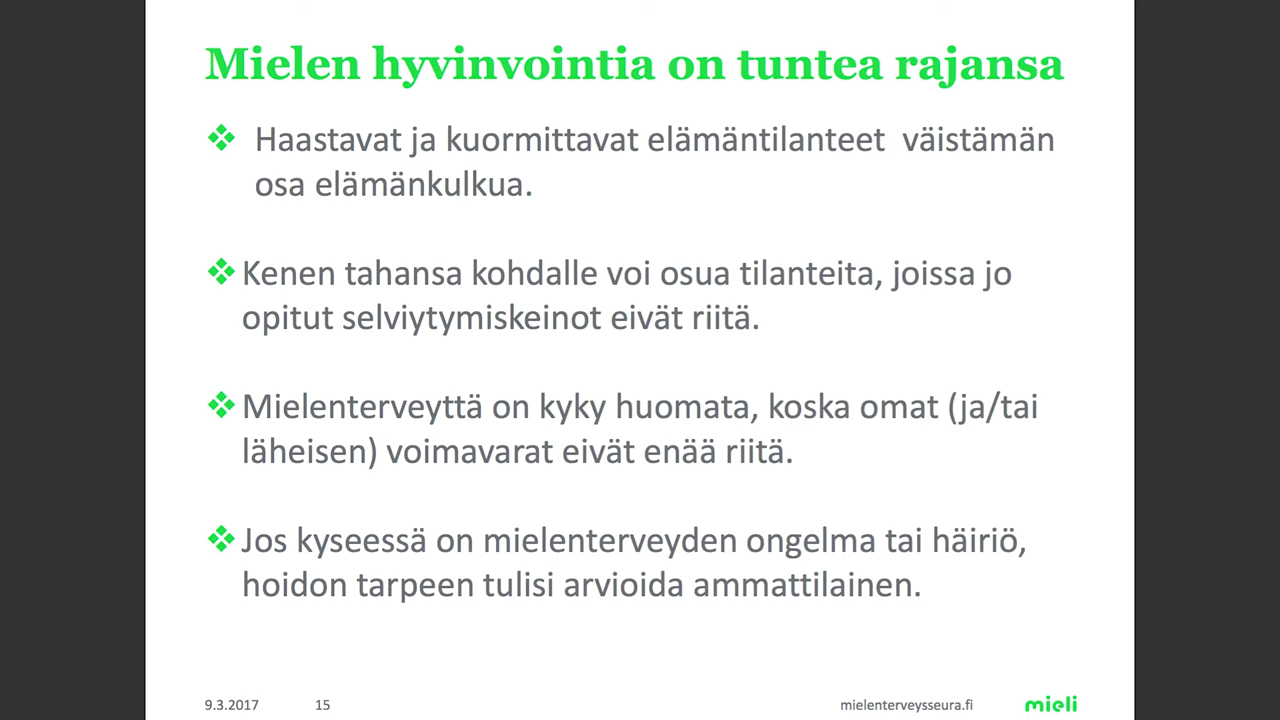 Mielen hyvinvointia on tuntea rajansa
❖ Haastavat ja kuormittavat elämäntilanteet väistämän
osa elämänkulkua.
❖ Kenen tahansa kohdalle voi osua tilanteita, joissa jo
opitut selviytymiskeinot eivät riitä.
❖ Mielenterveyttä on kyky huomata, koska omat (ja/tai
läheisen) voimavarat eivät enää riitä.
❖ Jos kyseessä on mielenterveyden ongelma tai häiriö,
hoidon tarpeen tulisi arvioida ammattilainen.
9.3.2017 15 mielenterveysseura.fi mieli